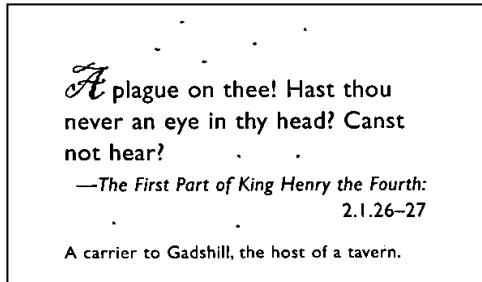 A plague on thee! Hast thou
never an eye in thy head? Canst
not hear?
—The First Part of King Henry the Fourth:
2.1.26–27
A carrier to Gadshill, the host of a tavern.